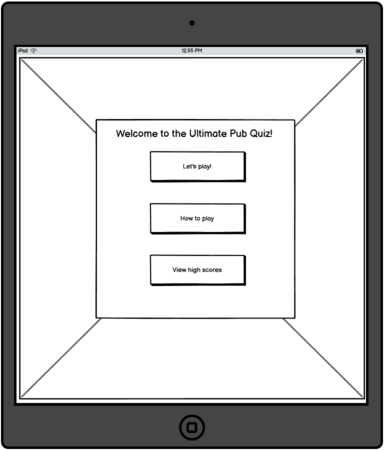 iPad 12:55 PM
Welcome to the Ultimate Pub Quiz!
Let's play!
How to play
View high scores